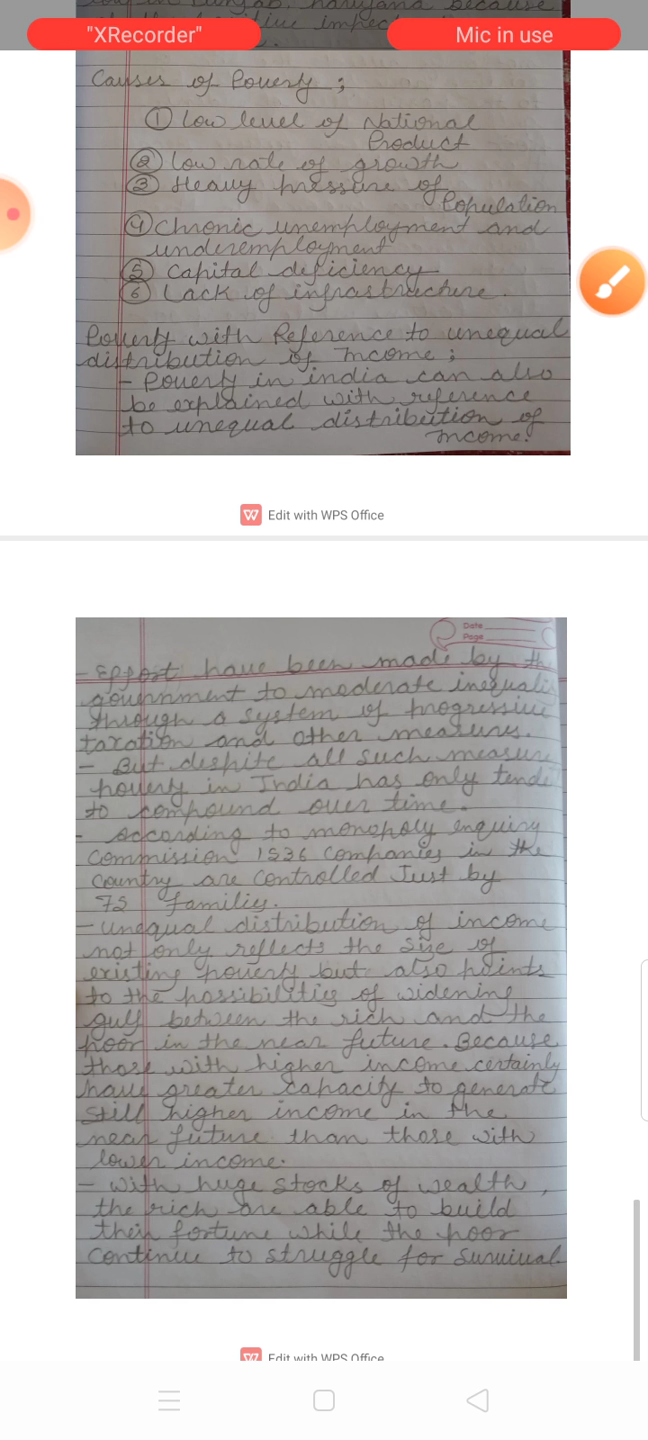 "XRecorder"
Mic in use
because
Causes of Poverty ;
① Low level of National
Product
② Low rate of growth
③ Heavy pressure of
Population
④ Chronic unemployment and
underemployment
⑤ Capital deficiency
⑥ Lack of infrastructure.
Poverty with Reference to unequal
distribution of Income ;
- Poverty in india can also
be explained with reference
to unequal distribution of
Income.
Edit with WPS Office
Date
Page
- Effort have been made by th
government to moderate inequali
through a system of progressive
taxation and other measures.
- But despite all such measure
poverty in India has only tende
to compound over time.
- According to monopoly enquiry
Commission 1536 Companies in the
Country are controlled Just by
75 families.
- unequal distribution of income
not only reflects the size of
existing poverty but also points
to the possibilities of widening
gulf between the rich and the
poor in the near future. Because
those with higher income certainly
have greater capacity to generate
still higher income in the
near future than those with
lower income.
- with huge stocks of wealth,
the rich are able to build
their fortune while the poor
continue to struggle for survival.
Edit with WPS Office